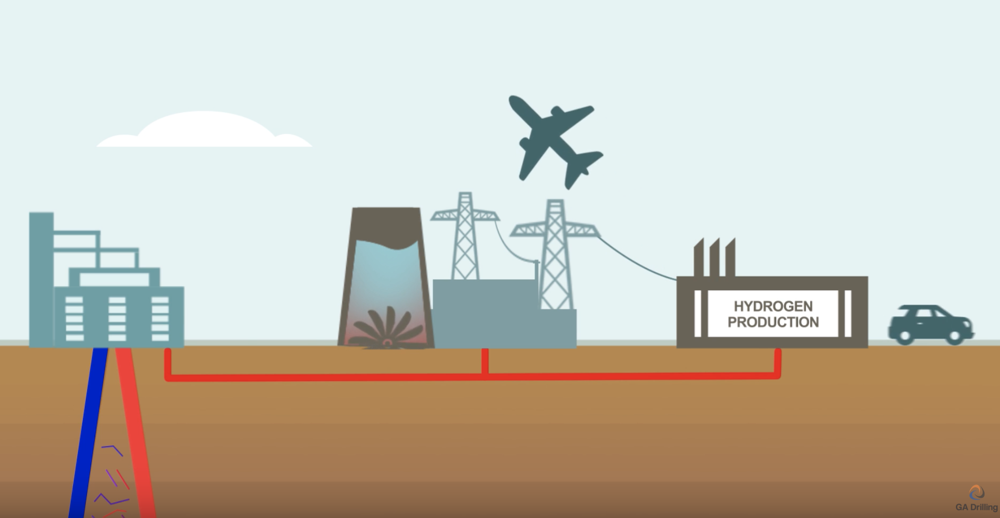 HYDROGEN
PRODUCTION
GA Drilling